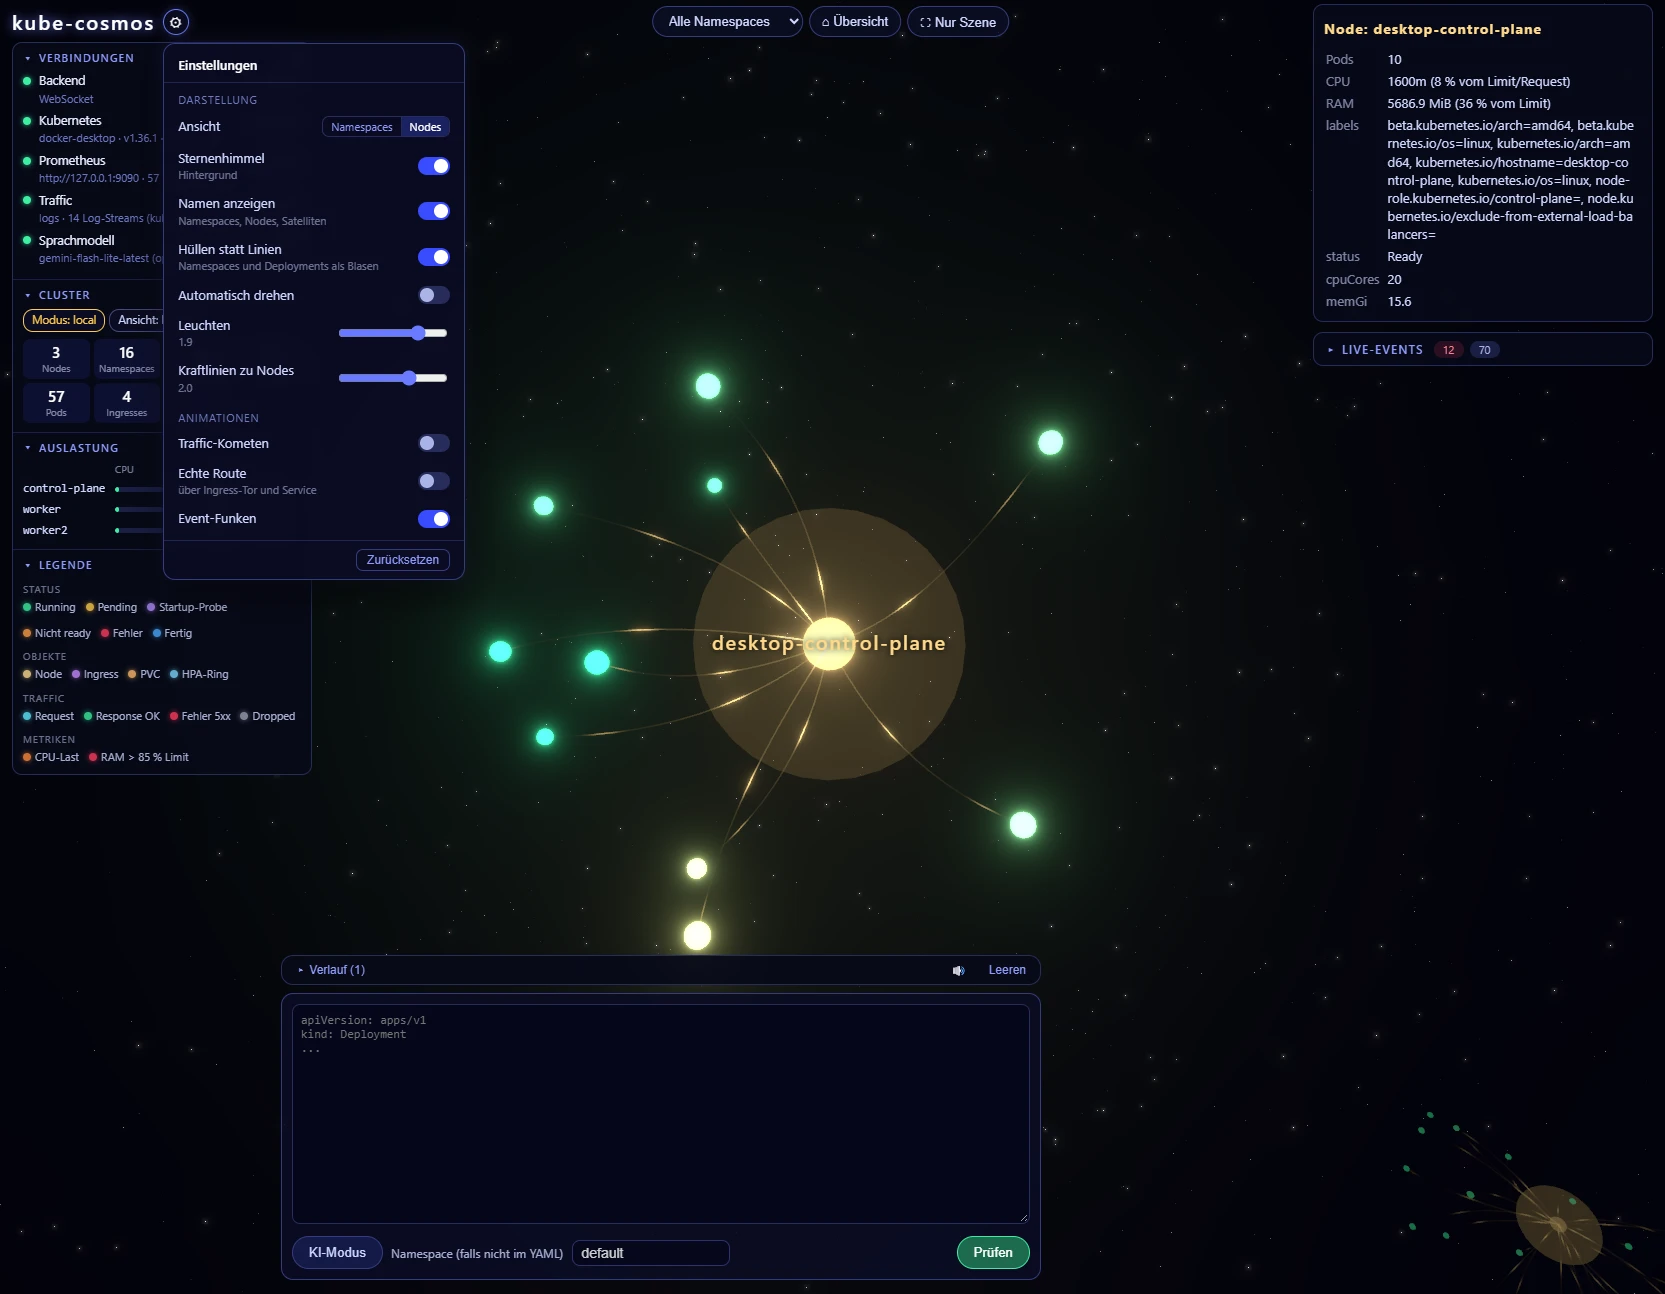 kube-cosmos
Alle Namespaces
⌂ Übersicht
⛶ Nur Szene
VERBINDUNGEN
Backend
WebSocket
Kubernetes
docker-desktop · v1.36.1 ·
Prometheus
http://127.0.0.1:9090 · 57
Traffic
logs · 14 Log-Streams
Sprachmodell
gemini-flash-lite-latest
CLUSTER
Modus: local
Ansicht:
3
Nodes
16
Namespaces
57
Pods
4
Ingresses
AUSLASTUNG
CPU
control-plane
worker
worker2
LEGENDE
STATUS
Running Pending Startup-Probe
Nicht ready Fehler Fertig
OBJEKTE
Node Ingress PVC HPA-Ring
TRAFFIC
Request Response OK Fehler 5xx Dropped
METRIKEN
CPU-Last RAM > 85 % Limit
Einstellungen
DARSTELLUNG
Ansicht
Namespaces Nodes
Sternenhimmel
Hintergrund
Namen anzeigen
Namespaces, Nodes, Satelliten
Hüllen statt Linien
Namespaces und Deployments als Blasen
Automatisch drehen
Leuchten
1.9
Kraftlinien zu Nodes
2.0
ANIMATIONEN
Traffic-Kometen
Echte Route
über Ingress-Tor und Service
Event-Funken
Zurücksetzen
desktop-control-plane
Node: desktop-control-plane
Pods 10
CPU 1600m (8 % vom Limit/Request)
RAM 5686.9 MiB (36 % vom Limit)
labels beta.kubernetes.io/arch=amd64, beta.kube
rnetes.io/os=linux, kubernetes.io/arch=am
d64, kubernetes.io/hostname=desktop-co
ntrol-plane, kubernetes.io/os=linux, node-
role.kubernetes.io/control-plane=, node.ku
bernetes.io/exclude-from-external-load-ba
lancers=
status Ready
cpuCores 20
memGi 15.6
LIVE-EVENTS 12 70
Verlauf (1)
Leeren
apiVersion: apps/v1
kind: Deployment
...
KI-Modus
Namespace (falls nicht im YAML)
default
Prüfen